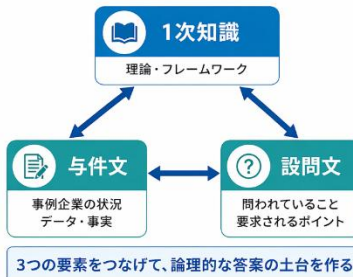 1次知識
理論・フレームワーク
与件文
事例企業の状況
データ・事実
設問文
問われていること
要求されるポイント
3つの要素をつなげて、論理的な答案の土台を作る